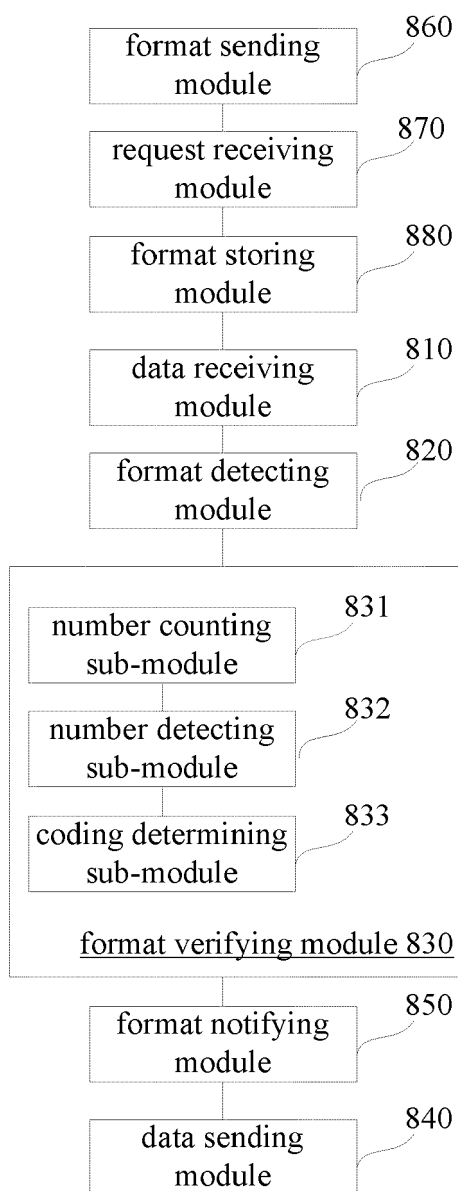 860
format sending
module
870
request receiving
module
880
format storing
module
810
data receiving
module
820
format detecting
module
831
number counting
sub-module
832
number detecting
sub-module
833
coding determining
sub-module
format verifying module 830
850
format notifying
module
840
data sending
module